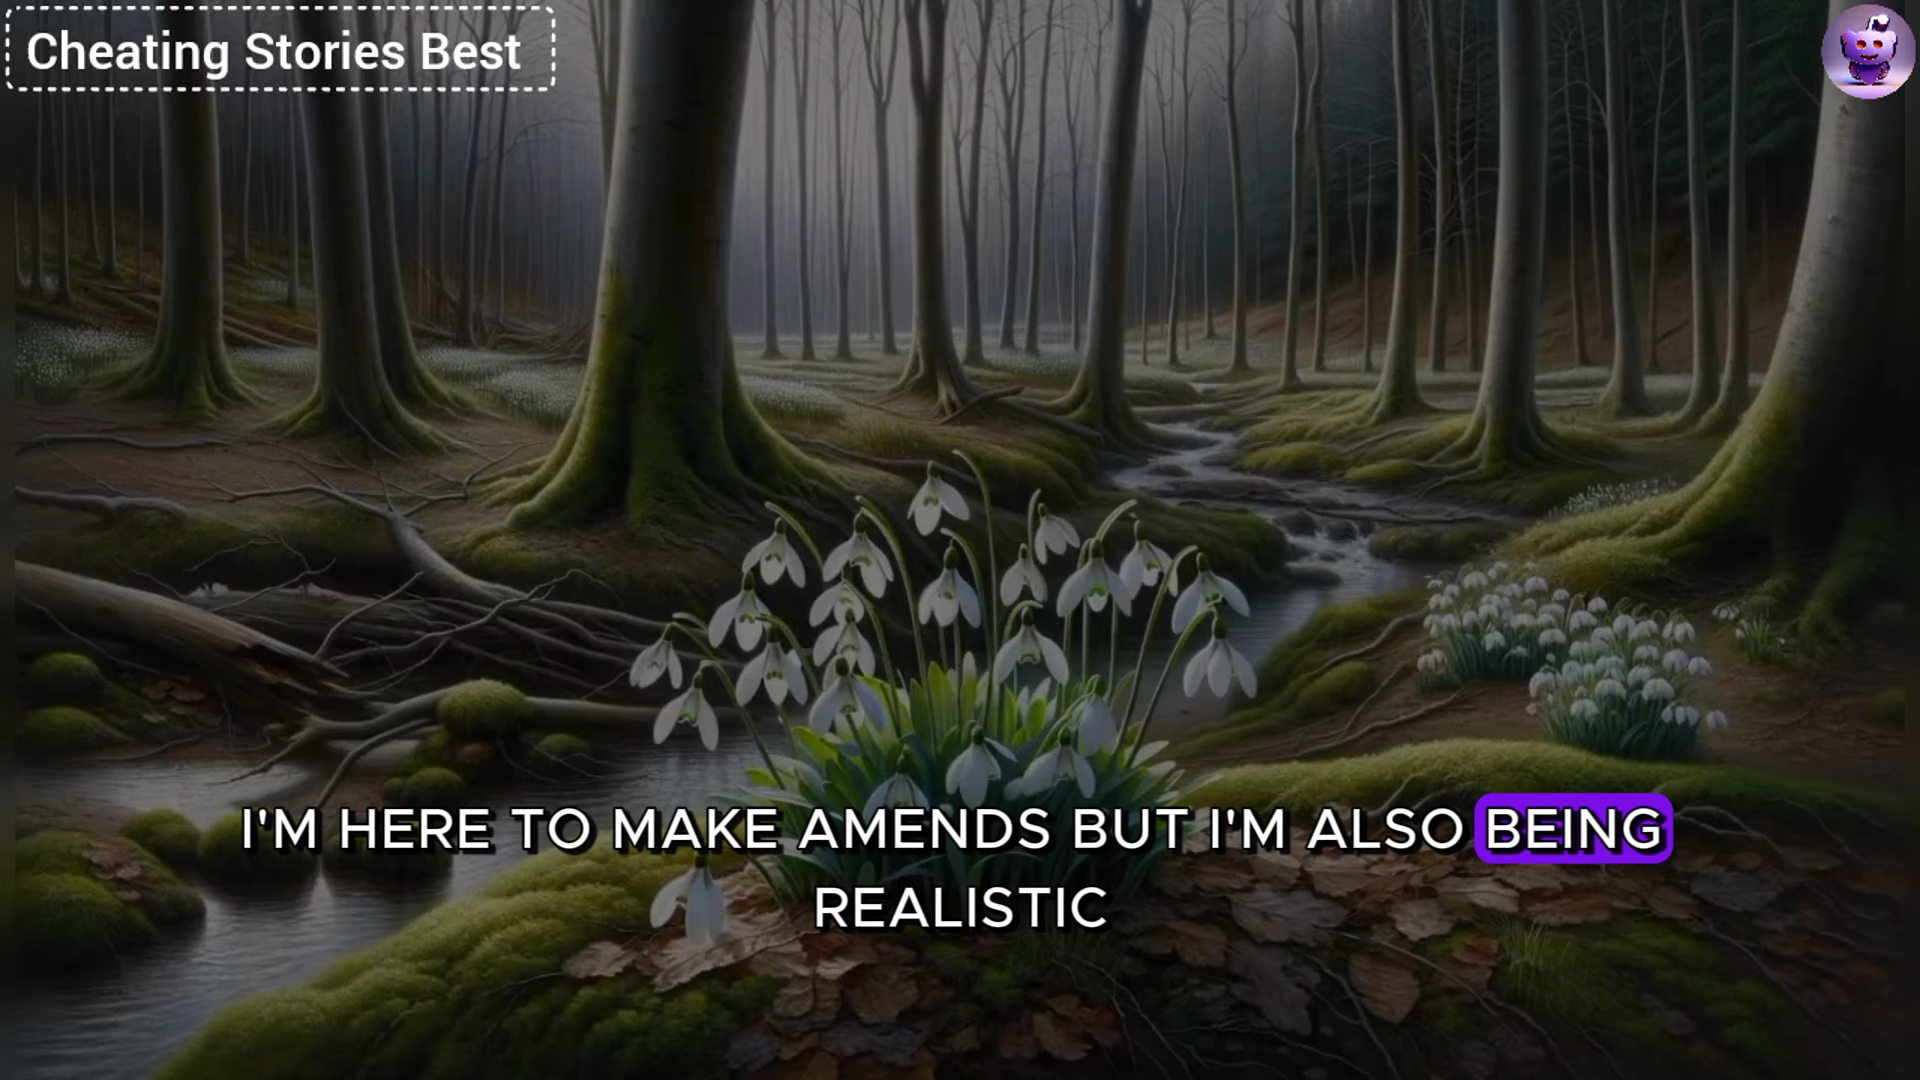 Cheating Stories Best
I'M HERE TO MAKE AMENDS BUT I'M ALSO BEING
REALISTIC